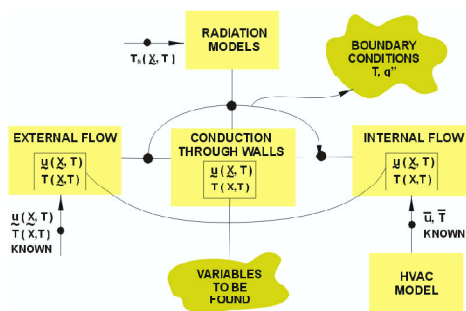 RADIATION
MODELS
Tₛ(X,T)
BOUNDARY
CONDITIONS
T, q"
EXTERNAL FLOW
u(X,T)
T(X,T)
CONDUCTION
THROUGH WALLS
u(X,T)
T(X,T)
INTERNAL FLOW
u(X,T)
T(X,T)
u(X,T)
T(X,T)
KNOWN
u̅, T̅
KNOWN
VARIABLES
TO BE
FOUND
HVAC
MODEL